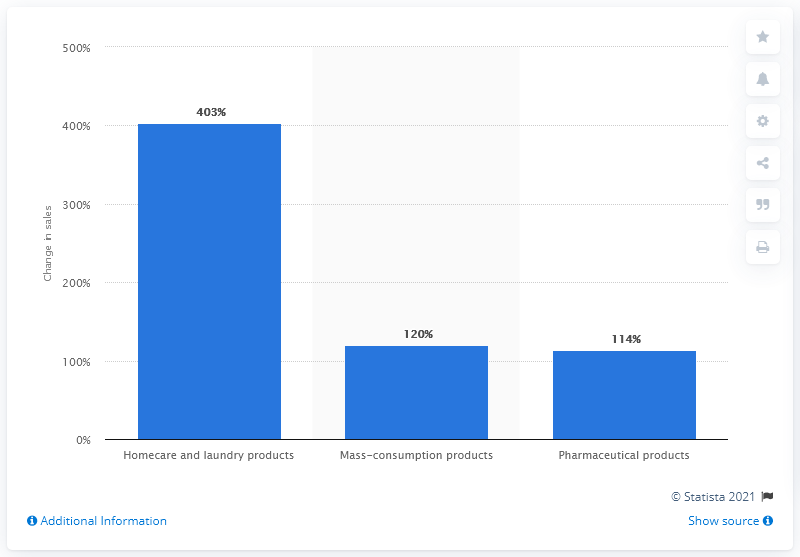 500%
400%
300%
200%
100%
0%
Change in sales
403%
120%
114%
Homecare and laundry products
Mass-consumption products
Pharmaceutical products
© Statista 2021
Additional Information
Show source